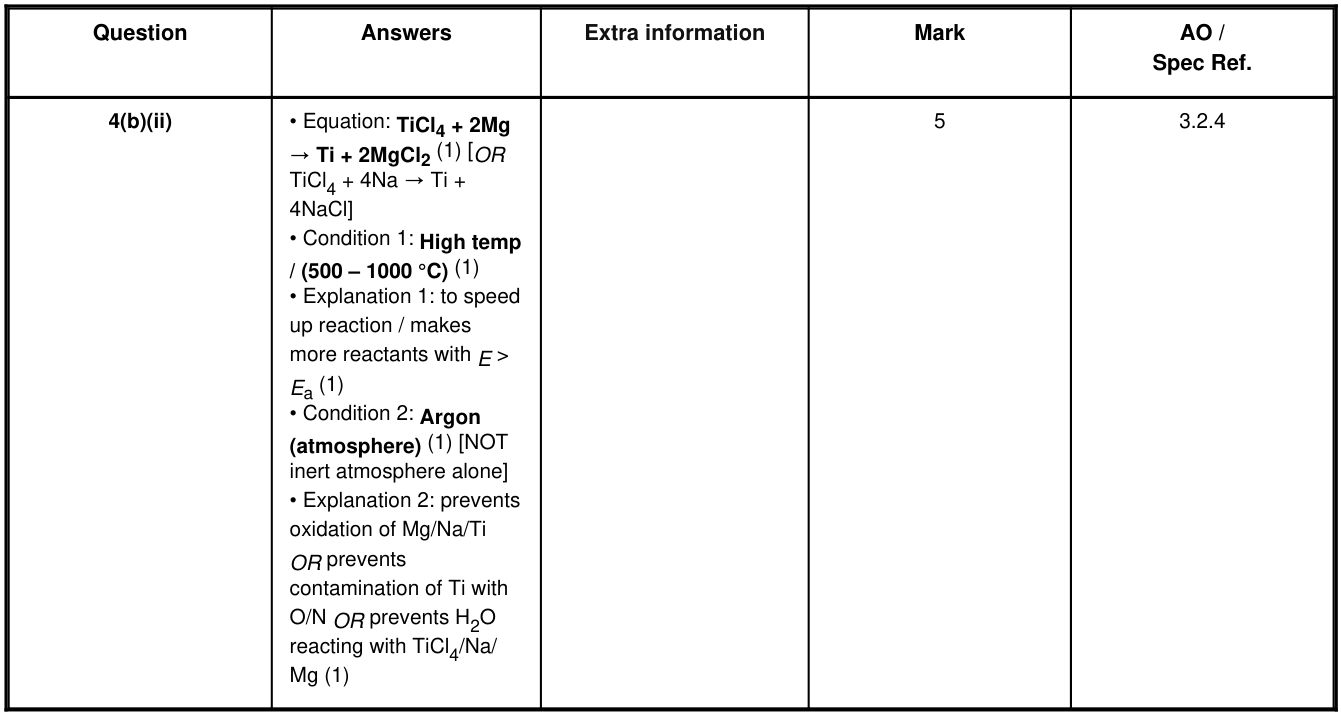 Question Answers Extra information Mark AO /
Spec Ref.
4(b)(ii) • Equation: TiCl4 + 2Mg 5 3.2.4
→ Ti + 2MgCl2 (1) [OR
TiCl4 + 4Na → Ti +
4NaCl]
• Condition 1: High temp
/ (500 – 1000 °C) (1)
• Explanation 1: to speed
up reaction / makes
more reactants with E >
Ea (1)
• Condition 2: Argon
(atmosphere) (1) [NOT
inert atmosphere alone]
• Explanation 2: prevents
oxidation of Mg/Na/Ti
OR prevents
contamination of Ti with
O/N OR prevents H2O
reacting with TiCl4/Na/
Mg (1)